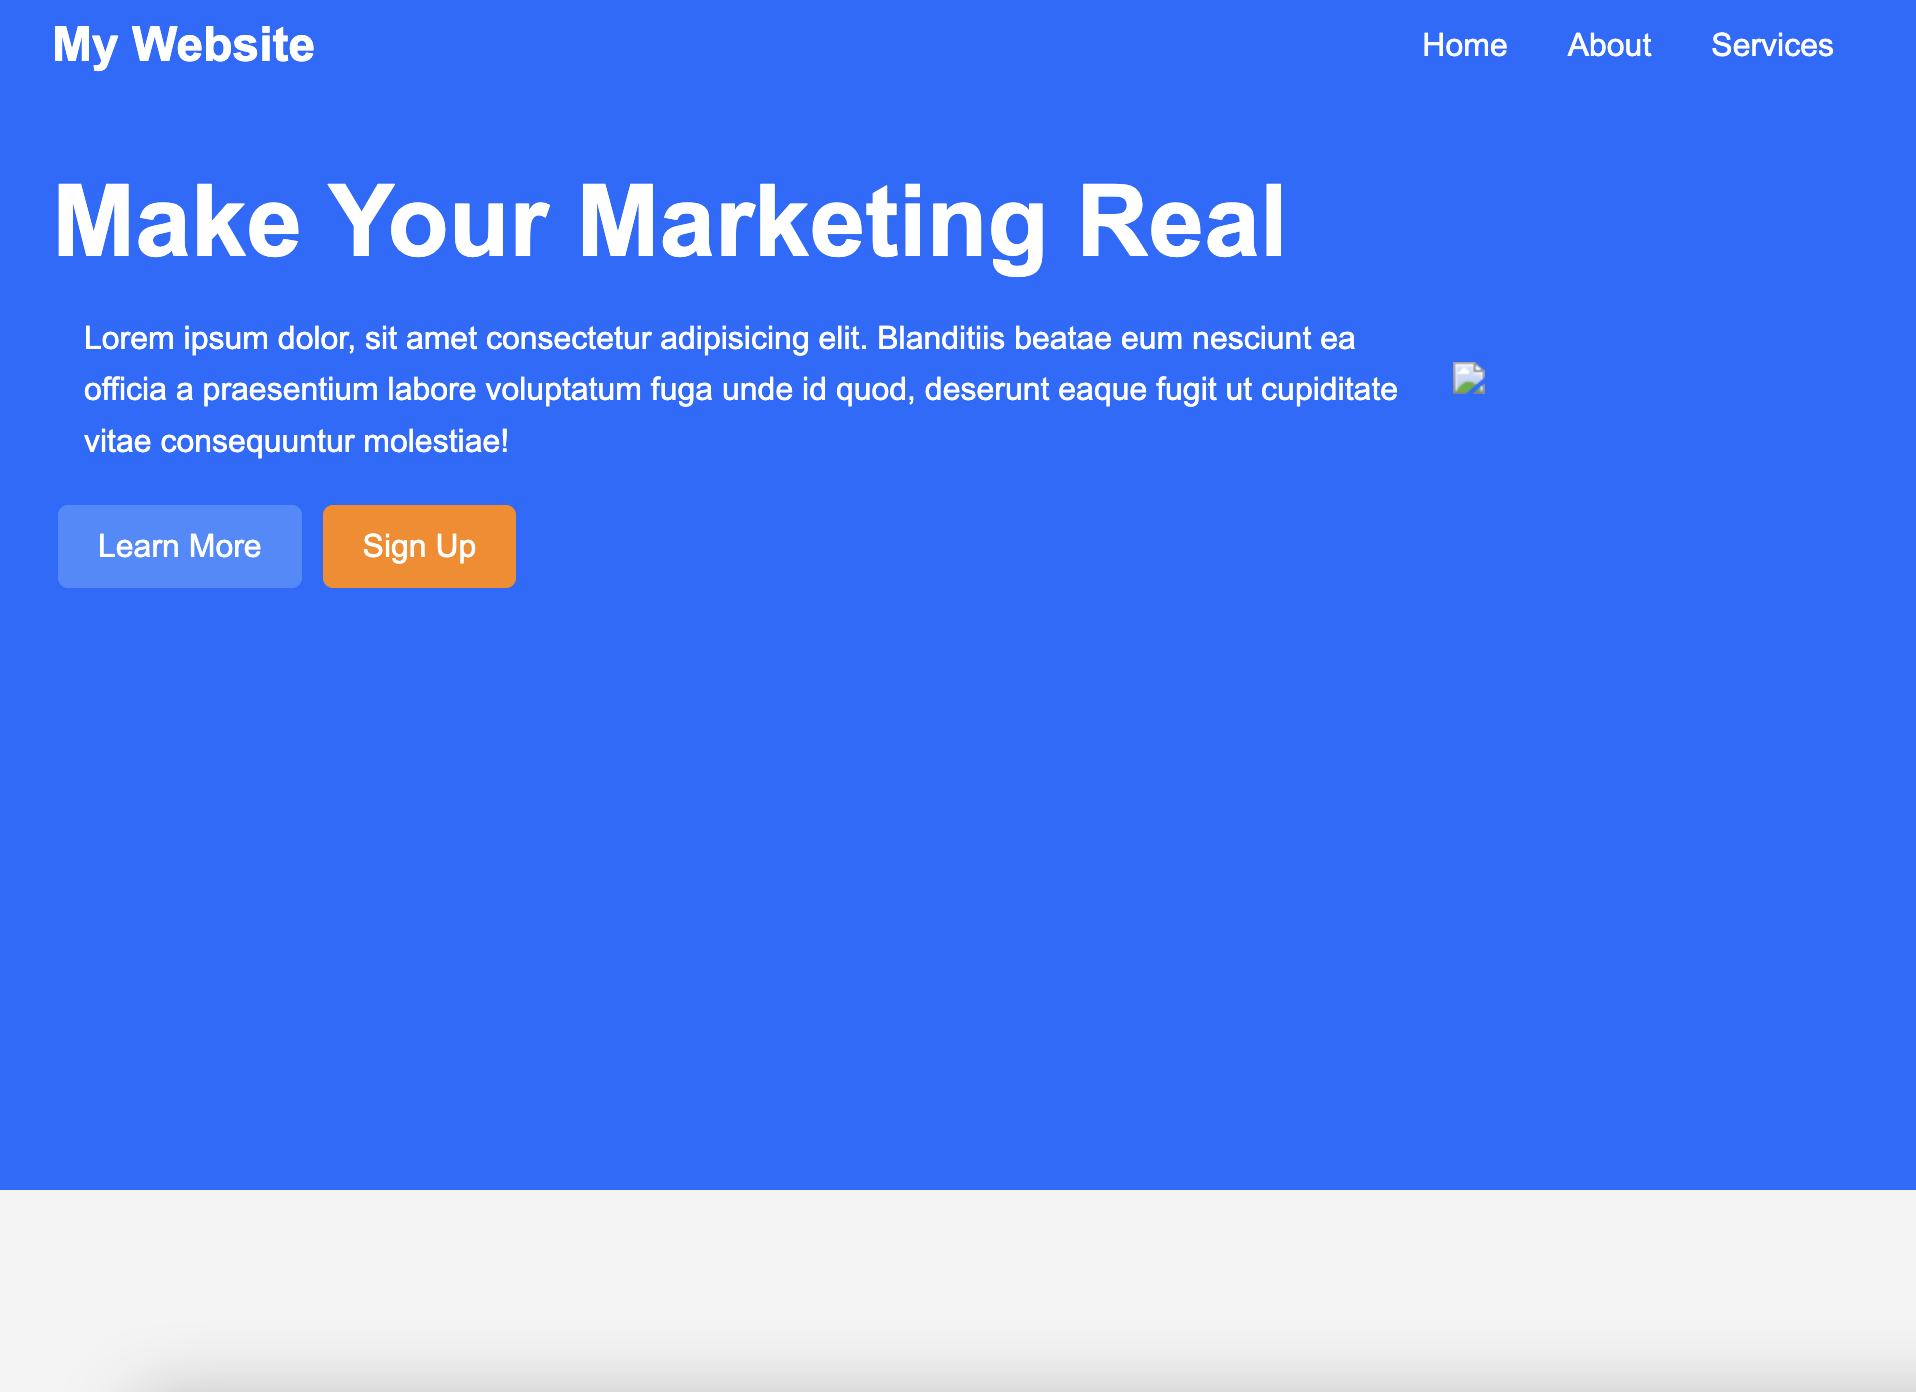 My Website
Home About Services
Make Your Marketing Real
Lorem ipsum dolor, sit amet consectetur adipisicing elit. Blanditiis beatae eum nesciunt ea
officia a praesentium labore voluptatum fuga unde id quod, deserunt eaque fugit ut cupiditate
vitae consequuntur molestiae!
Learn More
Sign Up